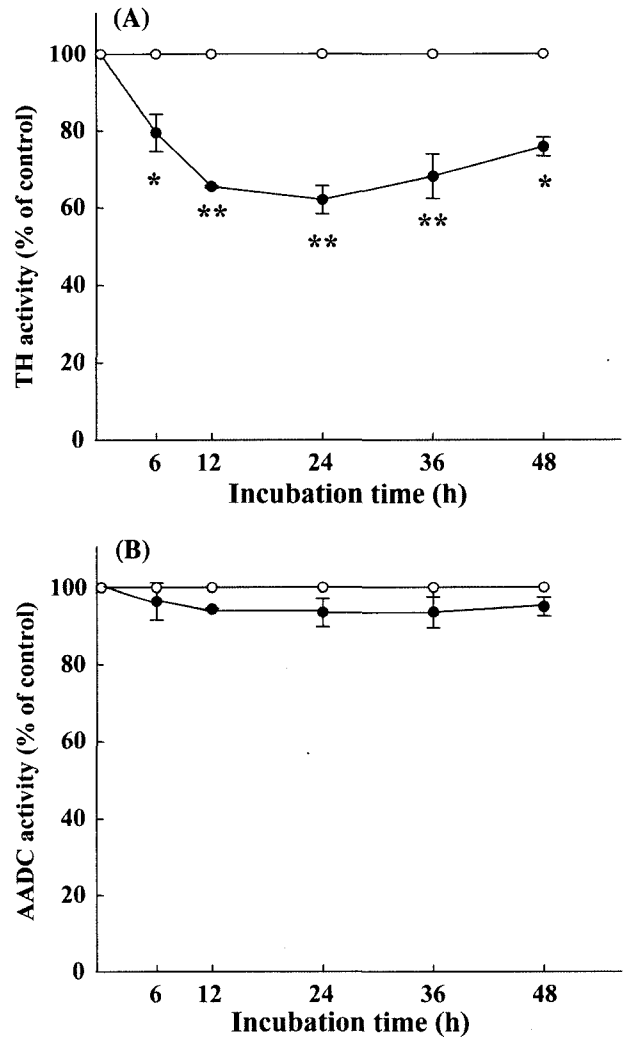 (A)
TH activity (% of control)
100
80
60
40
20
0
*
**
**
**
*
6 12 24 36 48
Incubation time (h)
(B)
AADC activity (% of control)
100
80
60
40
20
0
6 12 24 36 48
Incubation time (h)